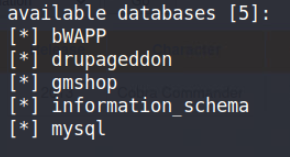 available databases [5]:
[*] bWAPP
[*] drupageddon
[*] gmshop
[*] information_schema
[*] mysql